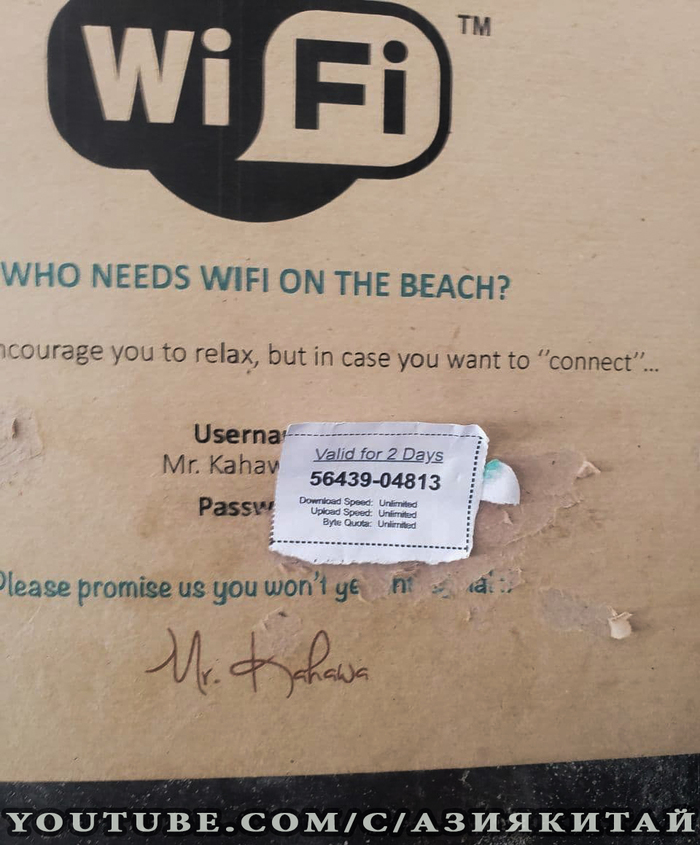 WiFi TM
WHO NEEDS WIFI ON THE BEACH?
ncourage you to relax, but in case you want to "connect"...
Userna
Mr. Kahaw
Passw
Valid for 2 Days
56439-04813
Download Speed: Unlimited
Upload Speed: Unlimited
Byte Quota: Unlimited
Please promise us you won't
Mr. Kahawa
YOUTUBE.COM/C/АЗИЯКИТАЙ